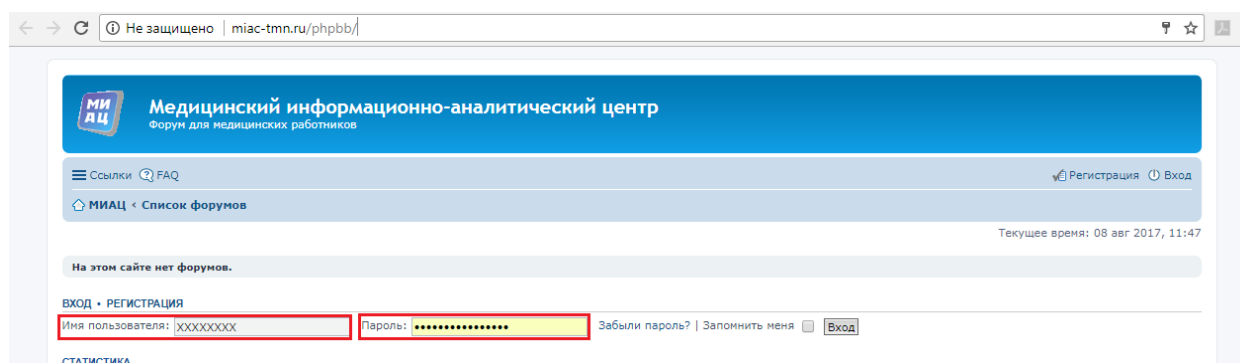 Не защищено | miac-tmn.ru/phpbb/
МИ
АЦ
Медицинский информационно-аналитический центр
Форум для медицинских работников
Ссылки FAQ Регистрация Вход
МИАЦ ‹ Список форумов
Текущее время: 08 авг 2017, 11:47
На этом сайте нет форумов.
ВХОД • РЕГИСТРАЦИЯ
Имя пользователя: XXXXXXXX Пароль: •••••••••••••••• Забыли пароль? | Запомнить меня Вход
СТАТИСТИКА